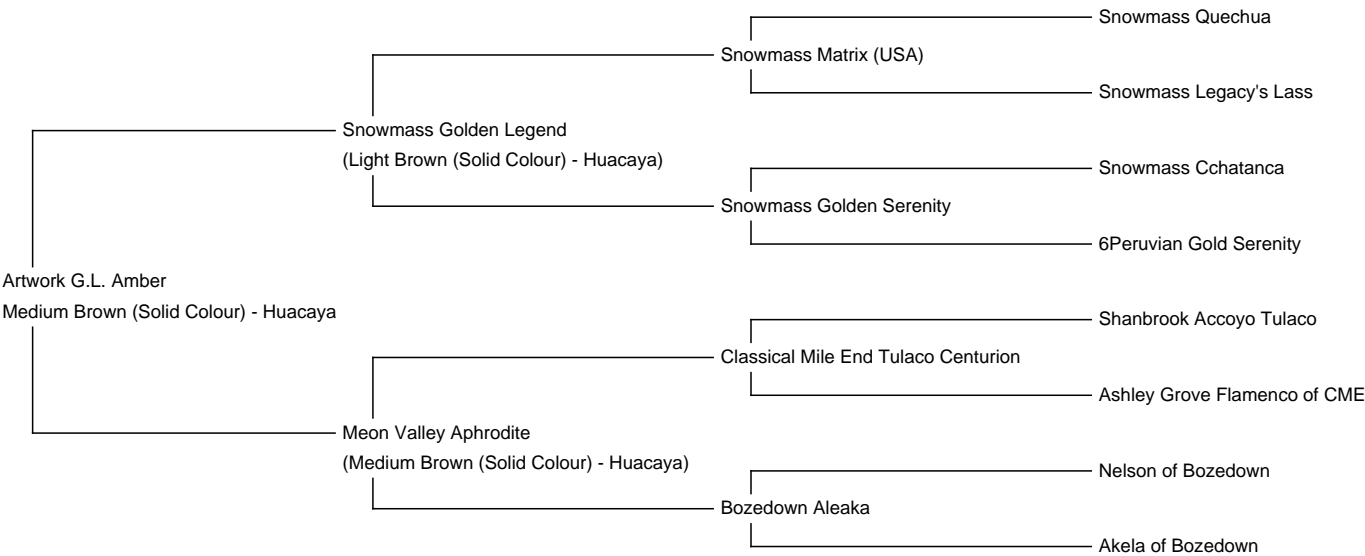 Snowmass Quechua
Snowmass Matrix (USA)
Snowmass Legacy's Lass
Snowmass Golden Legend
(Light Brown (Solid Colour) - Huacaya)
Snowmass Cchatanca
Snowmass Golden Serenity
6Peruvian Gold Serenity
Artwork G.L. Amber
Medium Brown (Solid Colour) - Huacaya
Shanbrook Accoyo Tulaco
Classical Mile End Tulaco Centurion
Ashley Grove Flamenco of CME
Meon Valley Aphrodite
(Medium Brown (Solid Colour) - Huacaya)
Nelson of Bozedown
Bozedown Aleaka
Akela of Bozedown